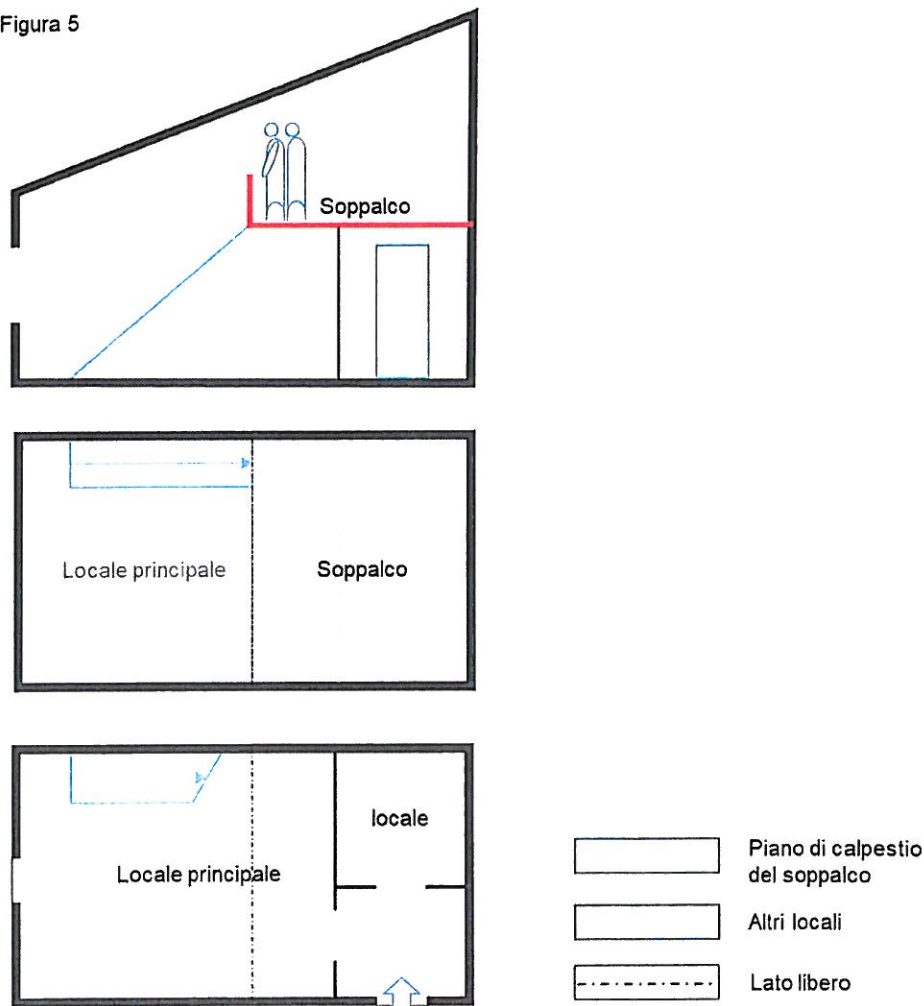 Figura 5
Soppalco
Locale principale
Soppalco
locale
Locale principale
Piano di calpestio
del soppalco
Altri locali
Lato libero